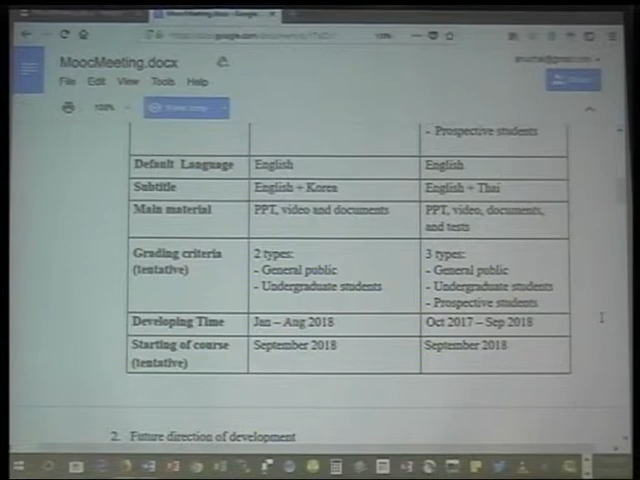 MoocMeeting.docx
File Edit View Tools Help
- Prospective students
Default Language English English
Subtitle English + Korea English + Thai
Main material PPT, video and documents PPT, video, documents, and tests
Grading criteria (tentative) 2 types: 3 types:
- General public - General public
- Undergraduate students - Undergraduate students
- Prospective students
Developing Time Jan – Aug 2018 Oct 2017 – Sep 2018
Starting of course (tentative) September 2018 September 2018
2. Future direction of development